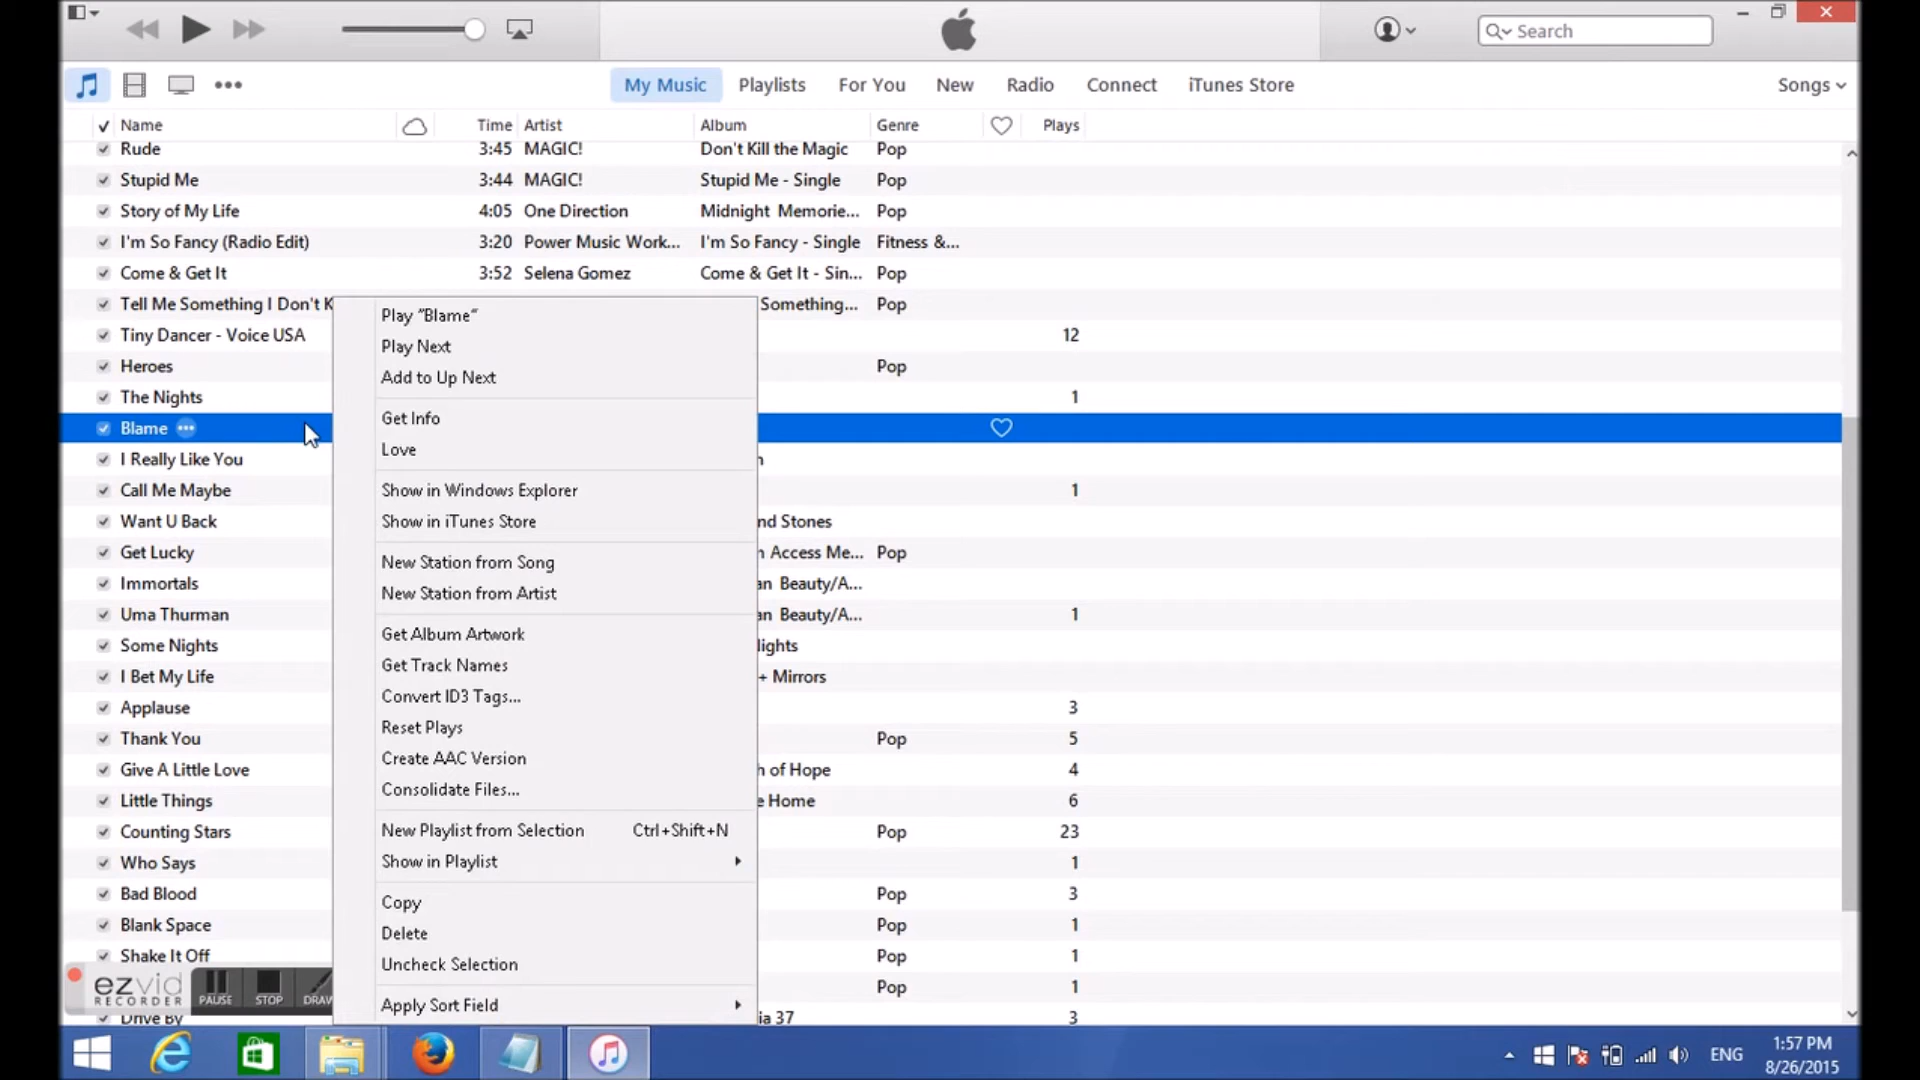 Search
My Music Playlists For You New Radio Connect iTunes Store Songs
Name Time Artist Album Genre Plays
Rude 3:45 MAGIC! Don't Kill the Magic Pop
Stupid Me 3:44 MAGIC! Stupid Me - Single Pop
Story of My Life 4:05 One Direction Midnight Memorie... Pop
I'm So Fancy (Radio Edit) 3:20 Power Music Work... I'm So Fancy - Single Fitness &...
Come & Get It 3:52 Selena Gomez Come & Get It - Sin... Pop
Tell Me Something I Don't K Something... Pop
Tiny Dancer - Voice USA 12
Heroes Pop
The Nights 1
Blame
I Really Like You
Call Me Maybe 1
Want U Back nd Stones
Get Lucky Access Me... Pop
Immortals an Beauty/A...
Uma Thurman an Beauty/A... 1
Some Nights lights
I Bet My Life + Mirrors
Applause 3
Thank You Pop 5
Give A Little Love h of Hope 4
Little Things e Home 6
Counting Stars Pop 23
Who Says 1
Bad Blood Pop 3
Blank Space Pop 1
Shake It Off Pop 1
Pop 1
Drive By ia 37 3
Play "Blame"
Play Next
Add to Up Next
Get Info
Love
Show in Windows Explorer
Show in iTunes Store
New Station from Song
New Station from Artist
Get Album Artwork
Get Track Names
Convert ID3 Tags...
Reset Plays
Create AAC Version
Consolidate Files...
New Playlist from Selection Ctrl+Shift+N
Show in Playlist
Copy
Delete
Uncheck Selection
Apply Sort Field
ezvid
RECORDER
PAUSE STOP DRAW
ENG
1:57 PM
8/26/2015